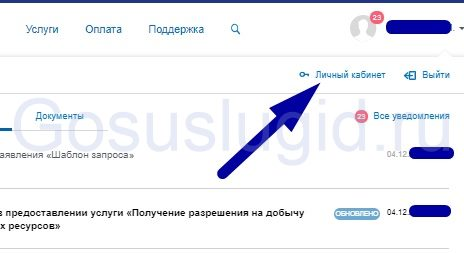 Услуги Оплата Поддержка 23
Личный кабинет Выйти
Документы 23 Все уведомления
Gosuslugid.ru
аявления «Шаблон запроса» 04.12.
в предоставлении услуги «Получение разрешения на добычу ОБНОВЛЕНО 04.12.
х ресурсов»